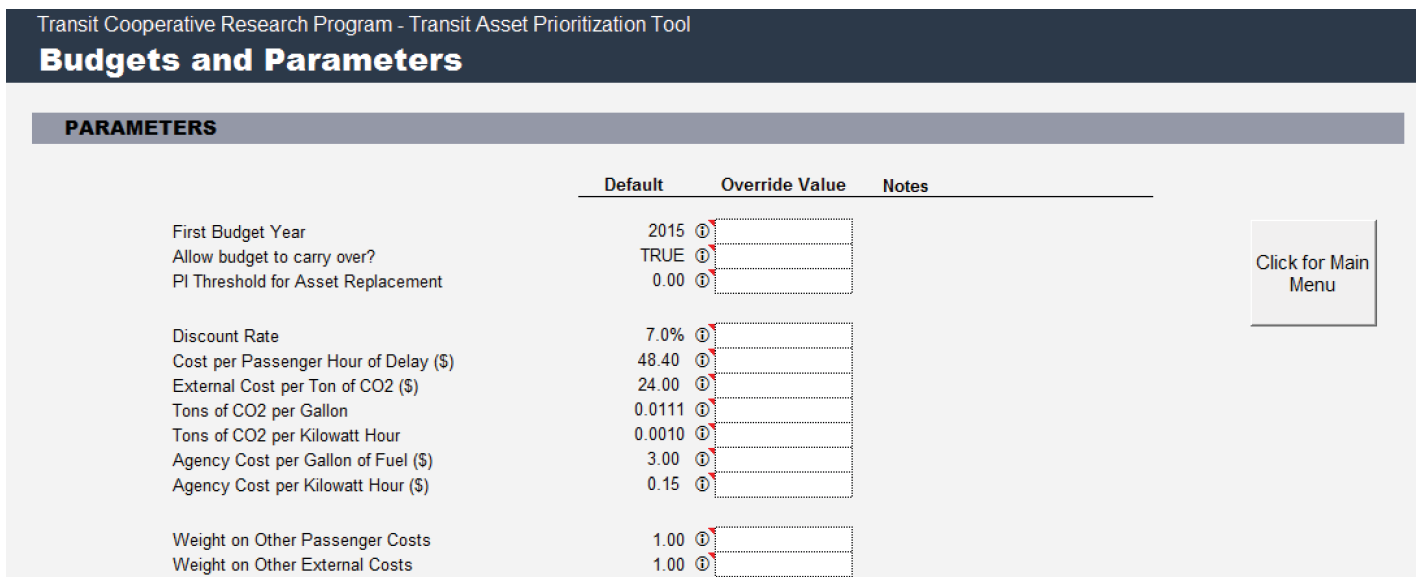 Transit Cooperative Research Program - Transit Asset Prioritization Tool
Budgets and Parameters
PARAMETERS
Default Override Value Notes
First Budget Year 2015
Allow budget to carry over? TRUE
PI Threshold for Asset Replacement 0.00
Click for Main
Menu
Discount Rate 7.0%
Cost per Passenger Hour of Delay ($) 48.40
External Cost per Ton of CO2 ($) 24.00
Tons of CO2 per Gallon 0.0111
Tons of CO2 per Kilowatt Hour 0.0010
Agency Cost per Gallon of Fuel ($) 3.00
Agency Cost per Kilowatt Hour ($) 0.15
Weight on Other Passenger Costs 1.00
Weight on Other External Costs 1.00